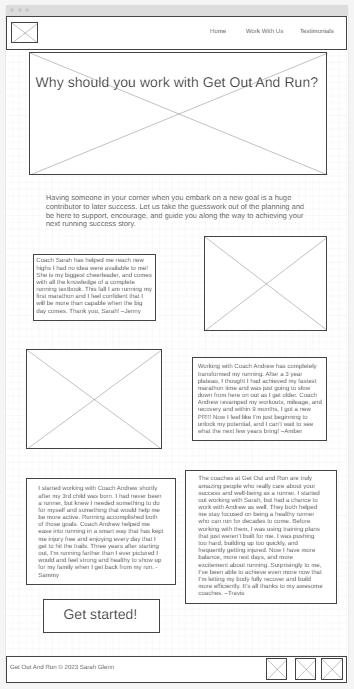 Home Work With Us Testimonials
Why should you work with Get Out And Run?
Having someone in your corner when you embark on a new goal is a huge
contributor to later success. Let us take the guesswork out of the planning and
be here to support, encourage, and guide you along the way to achieving your
next running success story.
Coach Sarah has helped me reach new
highs I had no idea were available to me!
She is my biggest cheerleader, and comes
with all the knowledge of a complete
running textbook. This fall I am running my
first marathon and I feel confident that I
will be more than capable when the big
day comes. Thank you, Sarah! ~Jenny
Working with Coach Andrew has completely
transformed my running. After a 3 year
plateau, I thought I had achieved my fastest
marathon time and was just going to slow
down from here on out as I get older. Coach
Andrew revamped my workouts, mileage, and
recovery and within 9 months, I got a new
PR!!! Now I feel like I'm just beginning to
unlock my potential, and I can't wait to see
what the next few years bring! ~Amber
I started working with Coach Andrew shortly
after my 3rd child was born. I had never been
a runner, but knew I needed something to do
for myself and something that would help me
be more active. Running accomplished both
of those goals. Coach Andrew helped me
ease into running in a smart way that has kept
me injury free and enjoying every day that I
get to hit the trails. Three years after starting
out, I'm running farther than I ever pictured I
would and feel strong and healthy to show up
for my family when I get back from my run. -
Sammy
The coaches at Get Out and Run are truly
amazing people who really care about your
success and well-being as a runner. I started
out working with Sarah, but had a chance to
work with Andrew as well. They both helped
me stay focused on being a healthy runner
who can run for decades to come. Before
working with them, I was using training plans
that just weren't built for me. I was pushing
too hard, building up too quickly, and
frequently getting injured. Now I have more
balance, more rest days, and more
excitement about running. Surprisingly to me,
I've been able to achieve even more now that
I'm letting my body fully recover and build
more efficiently. It's all thanks to my awesome
coaches. ~Travis
Get started!
Get Out And Run © 2023 Sarah Glenn